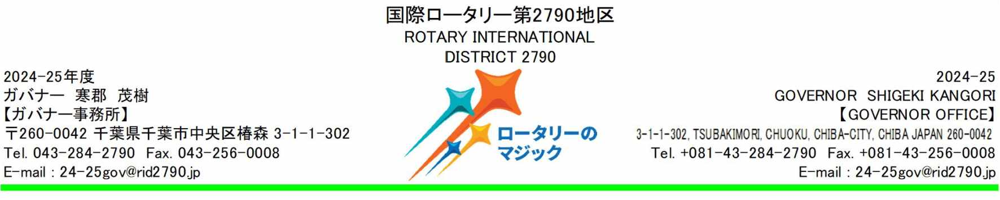 国際ロータリー第2790地区
ROTARY INTERNATIONAL
DISTRICT 2790
2024-25年度
ガバナー　寒郡　茂樹
【ガバナー事務所】
〒260-0042 千葉県千葉市中央区椿森 3-1-1-302
Tel. 043-284-2790　Fax. 043-256-0008
E-mail : 24-25gov@rid2790.jp
ロータリーの
マジック
2024-25
GOVERNOR　SHIGEKI KANGORI
【GOVERNOR OFFICE】
3-1-1-302, TSUBAKIMORI, CHUOKU, CHIBA-CITY, CHIBA JAPAN 260-0042
Tel. +081-43-284-2790　Fax. +081-43-256-0008
E-mail : 24-25gov@rid2790.jp